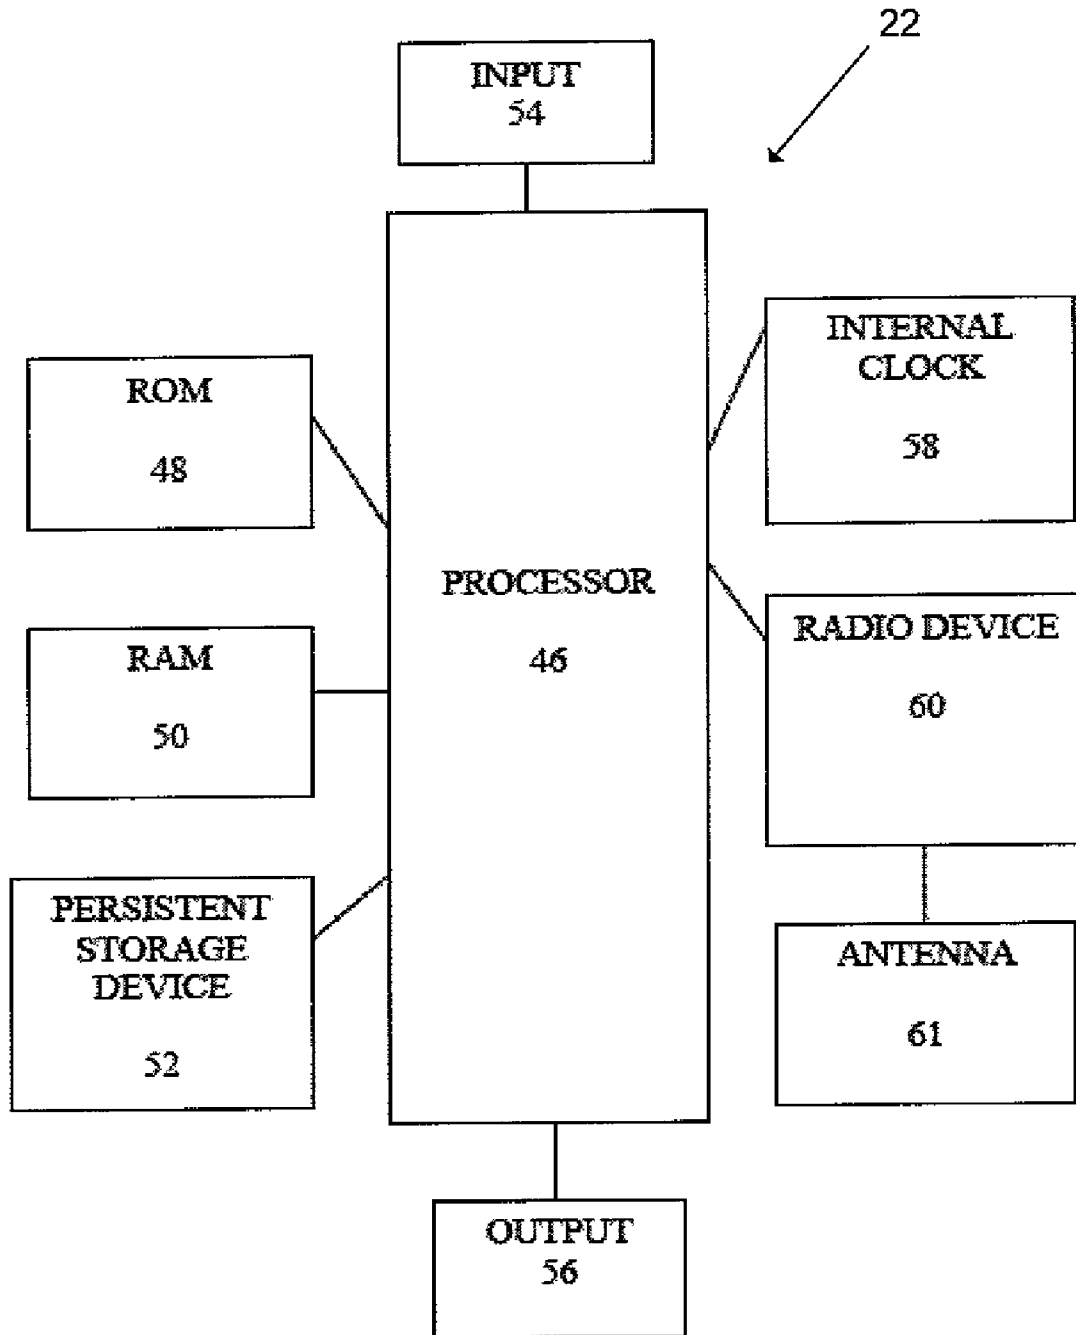 22
INPUT
54
INTERNAL
CLOCK
58
ROM
48
PROCESSOR
46
RADIO DEVICE
60
RAM
50
PERSISTENT
STORAGE
DEVICE
52
ANTENNA
61
OUTPUT
56